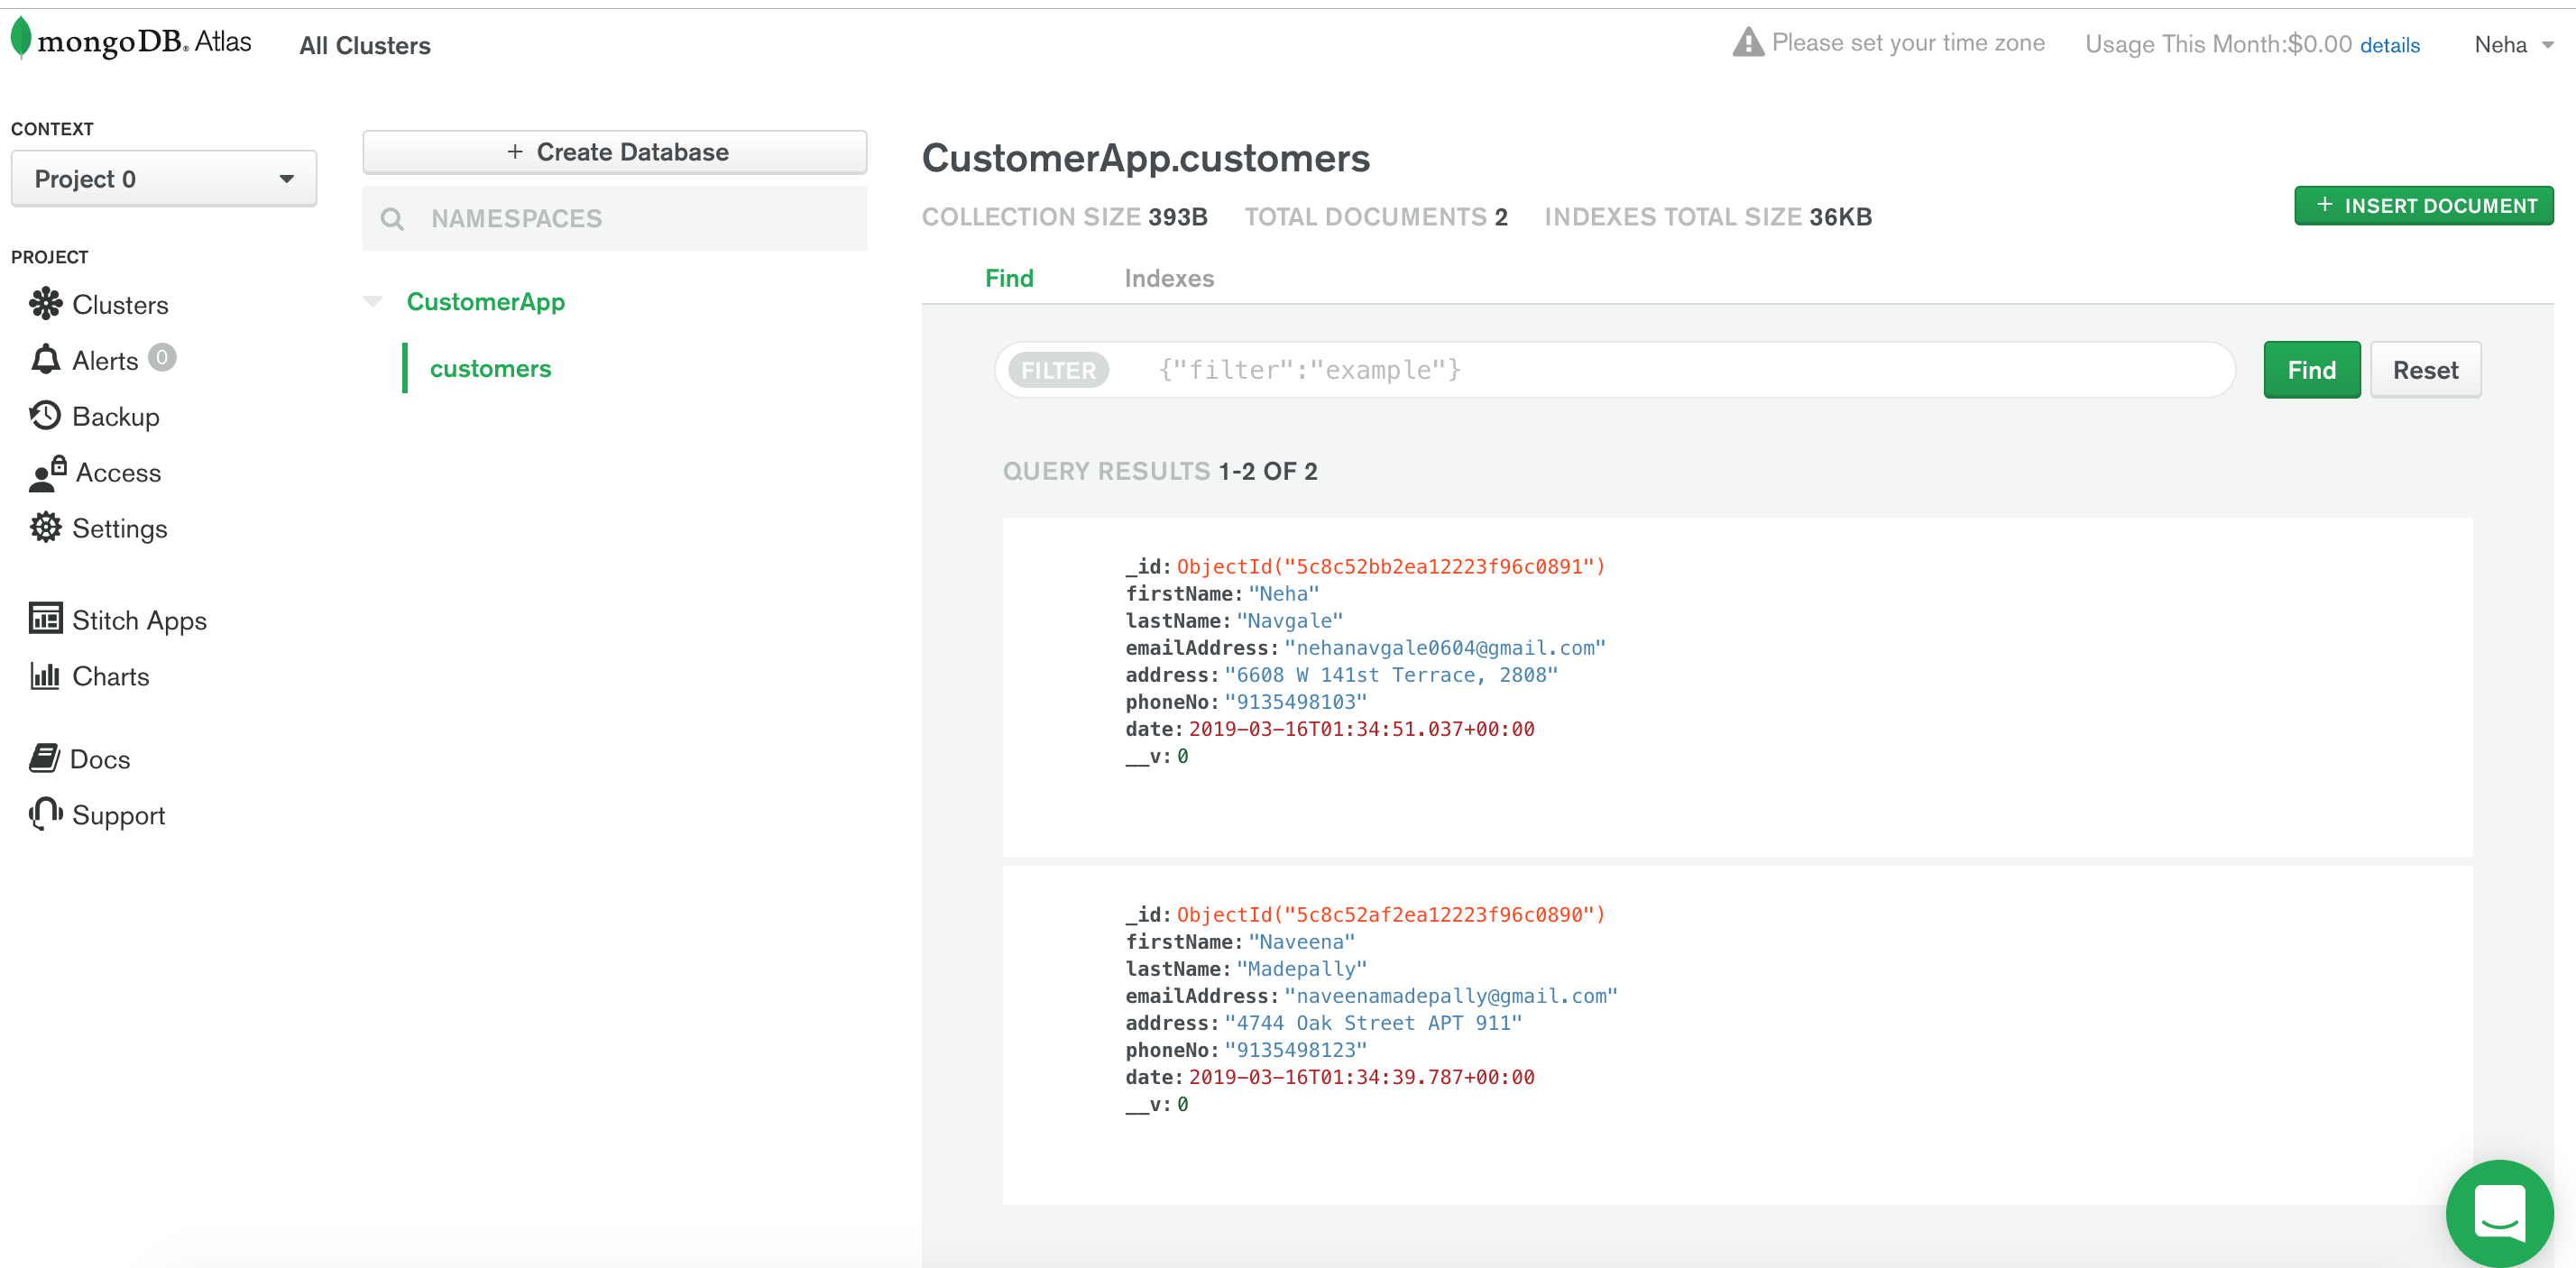 mongoDB. Atlas
All Clusters
Please set your time zone
Usage This Month:$0.00 details
Neha
CONTEXT
Project 0
PROJECT
Clusters
Alerts 0
Backup
Access
Settings
Stitch Apps
Charts
Docs
Support
+ Create Database
NAMESPACES
CustomerApp
customers
CustomerApp.customers
COLLECTION SIZE 393B TOTAL DOCUMENTS 2 INDEXES TOTAL SIZE 36KB
+ INSERT DOCUMENT
Find Indexes
FILTER {"filter":"example"}
Find Reset
QUERY RESULTS 1-2 OF 2
_id: ObjectId("5c8c52bb2ea12223f96c0891")
firstName: "Neha"
lastName: "Navgale"
emailAddress: "nehanavgale0604@gmail.com"
address: "6608 W 141st Terrace, 2808"
phoneNo: "9135498103"
date: 2019-03-16T01:34:51.037+00:00
__v: 0
_id: ObjectId("5c8c52af2ea12223f96c0890")
firstName: "Naveena"
lastName: "Madepally"
emailAddress: "naveenamadepally@gmail.com"
address: "4744 Oak Street APT 911"
phoneNo: "9135498123"
date: 2019-03-16T01:34:39.787+00:00
__v: 0